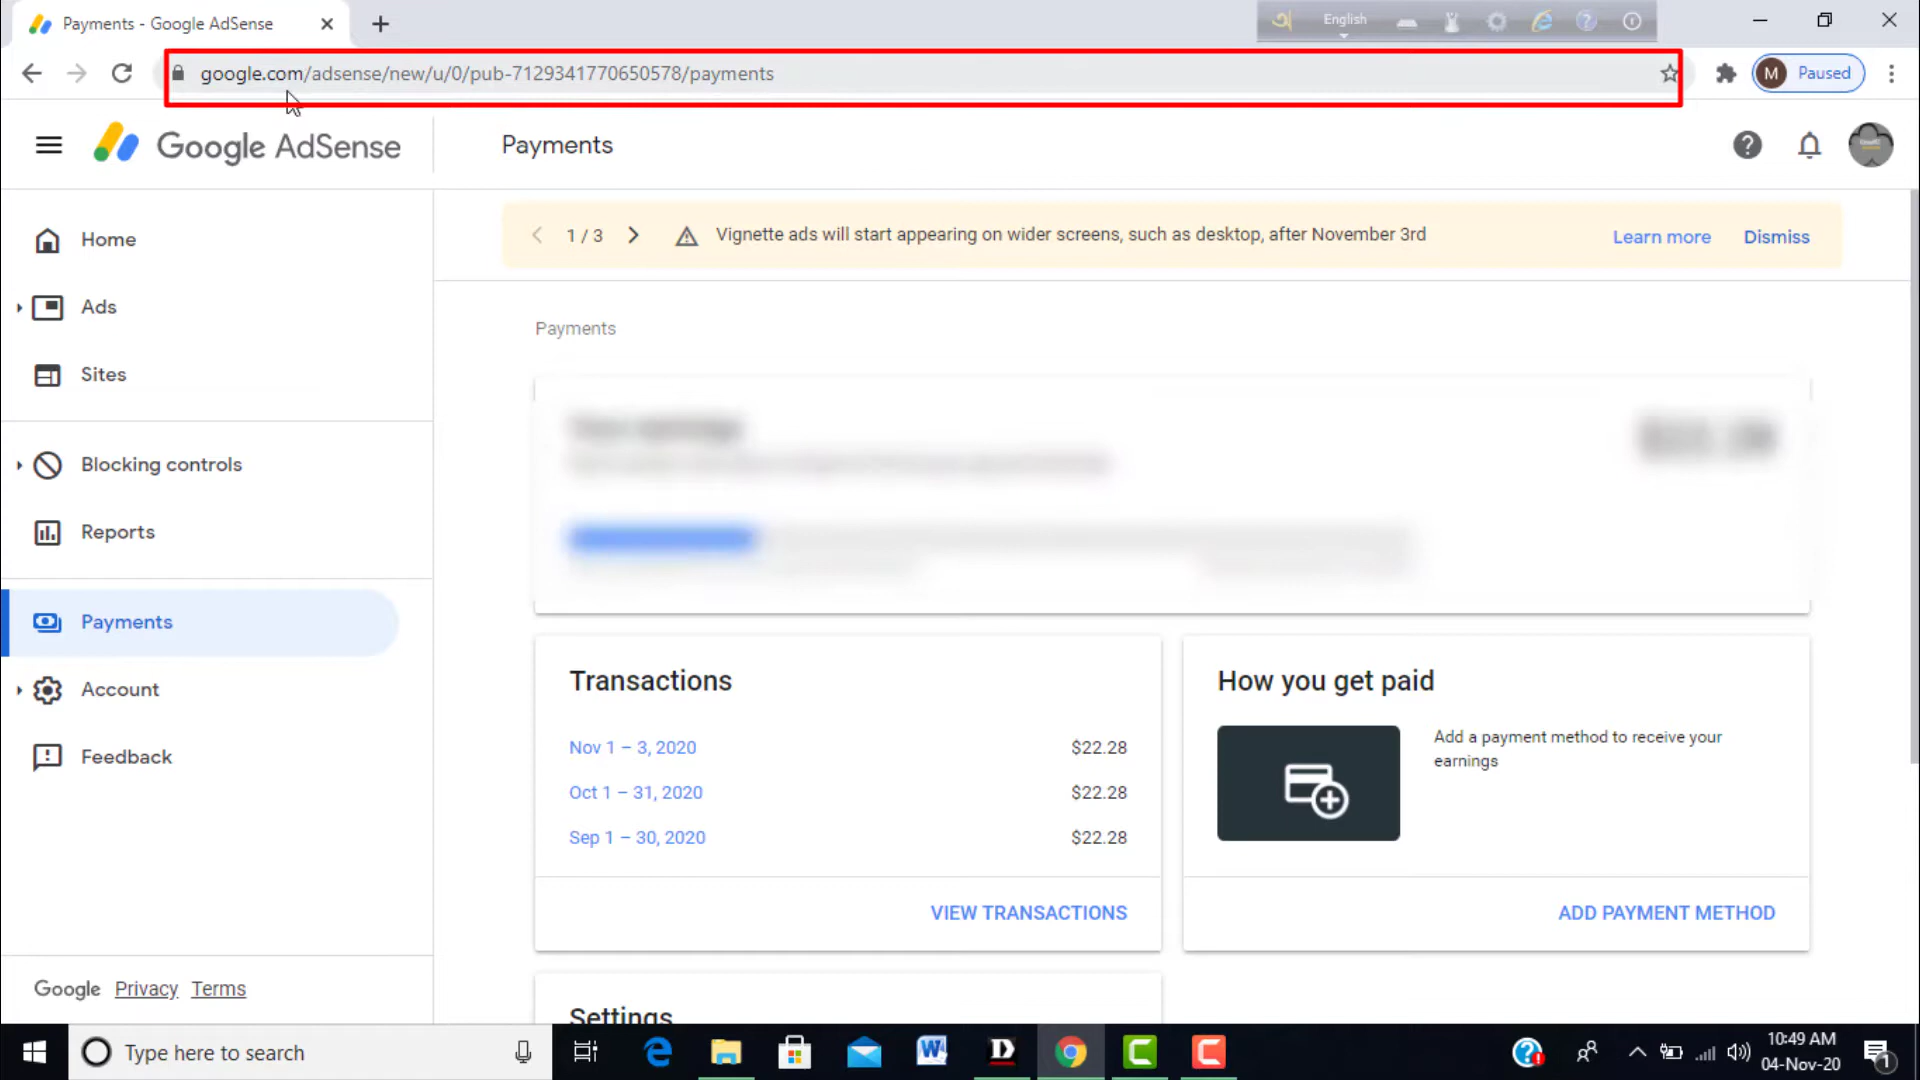 Payments - Google AdSense
English
google.com/adsense/new/u/0/pub-7129341770650578/payments
M Paused
Google AdSense
Payments
Home
Ads
Sites
Blocking controls
Reports
Payments
Account
Feedback
Google Privacy Terms
1 / 3
Vignette ads will start appearing on wider screens, such as desktop, after November 3rd
Learn more
Dismiss
Payments
Transactions
Nov 1 – 3, 2020 $22.28
Oct 1 – 31, 2020 $22.28
Sep 1 – 30, 2020 $22.28
VIEW TRANSACTIONS
How you get paid
Add a payment method to receive your
earnings
ADD PAYMENT METHOD
Settings
Type here to search
10:49 AM
04-Nov-20
1